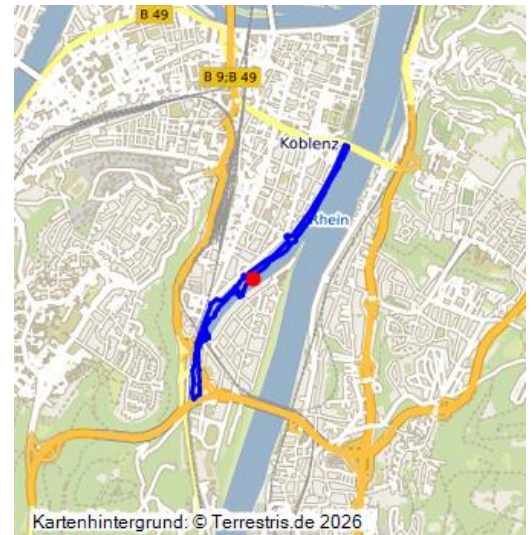 B 49
B 9;B 49
Koblenz
Rhein
Kartenhintergrund: © Terrestris.de 2026